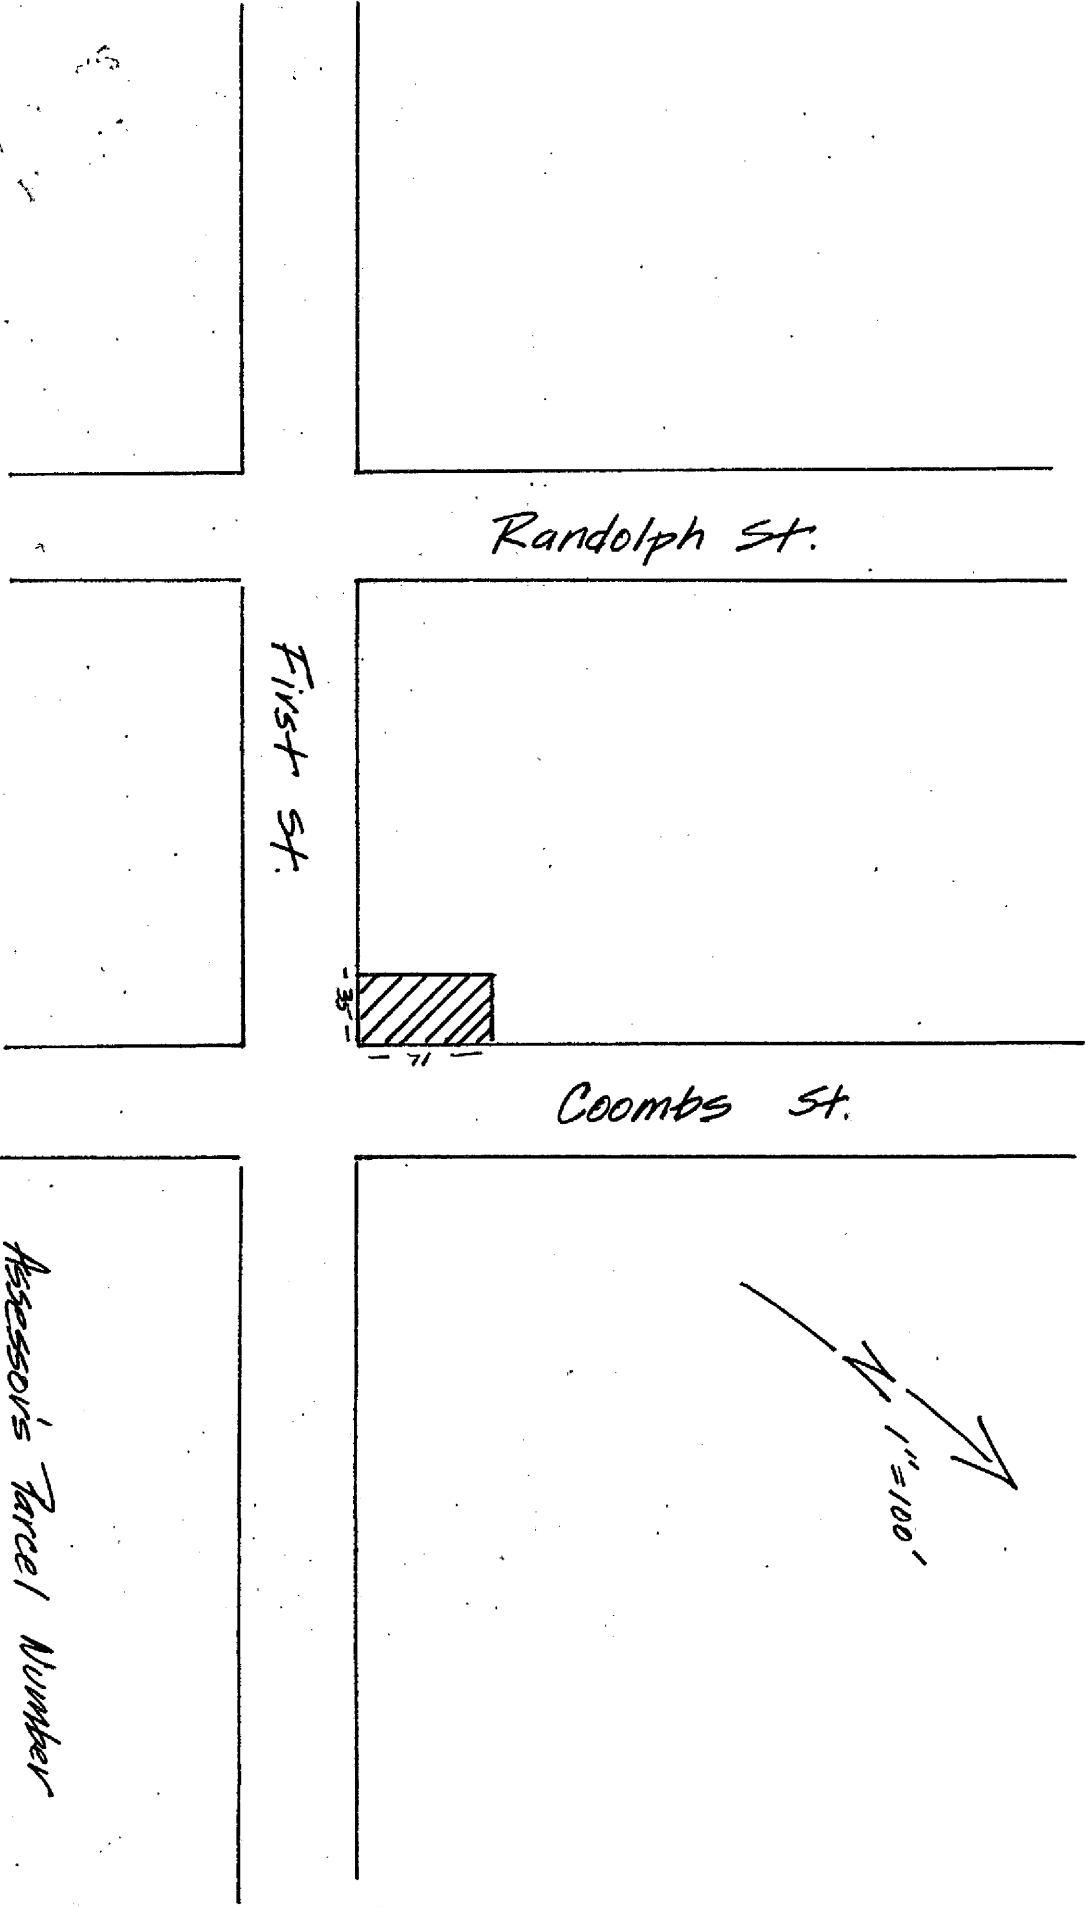 Randolph St.
First St.
35'
71
Coombs St.
N
1"=100'
Assessor's Parcel Number